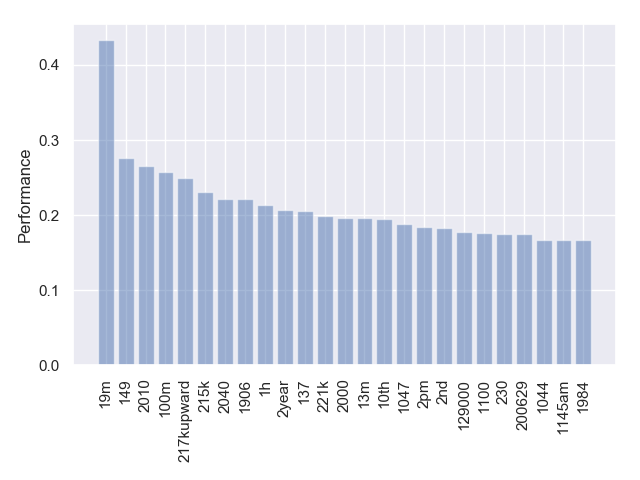 0.4
0.3
0.2
0.1
0.0
Performance
19m
149
2010
100m
217kupward
215k
2040
1906
1h
2year
137
221k
2000
13m
10th
1047
2pm
2nd
129000
1100
230
200629
1044
1145am
1984